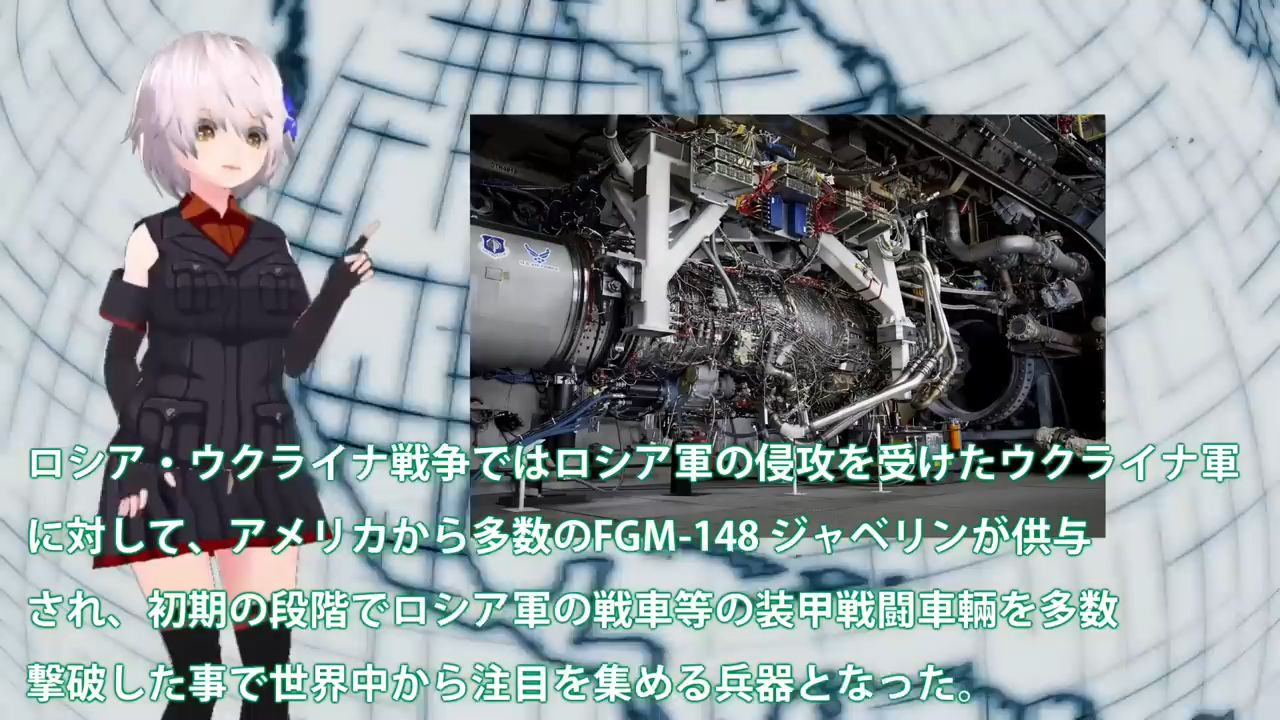 ロシア・ウクライナ戦争ではロシア軍の侵攻を受けたウクライナ軍
に対して、アメリカから多数のFGM-148 ジャベリンが供与
され、初期の段階でロシア軍の戦車等の装甲戦闘車輌を多数
撃破した事で世界中から注目を集める兵器となった。